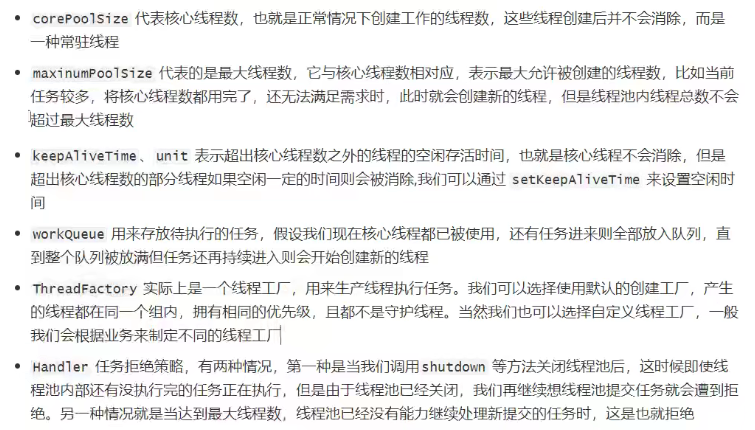 corePoolSize 代表核心线程数，也就是正常情况下创建工作的线程数，这些线程创建后并不会消除，而是
一种常驻线程
maxinumPoolSize 代表的是最大线程数，它与核心线程数相对应，表示最大允许被创建的线程数，比如当前
任务较多，将核心线程数都用完了，还无法满足需求时，此时就会创建新的线程，但是线程池内线程总数不会
超过最大线程数
keepAliveTime、unit 表示超出核心线程数之外的线程的空闲存活时间，也就是核心线程不会消除，但是
超出核心线程数的部分线程如果空闲一定的时间则会被消除,我们可以通过 setKeepAliveTime 来设置空闲时
间
workQueue 用来存放待执行的任务，假设我们现在核心线程都已被使用，还有任务进来则全部放入队列，直
到整个队列被放满但任务还再持续进入则会开始创建新的线程
ThreadFactory 实际上是一个线程工厂，用来生产线程执行任务。我们可以选择使用默认的创建工厂，产生
的线程都在同一个组内，拥有相同的优先级，且都不是守护线程。当然我们也可以选择自定义线程工厂，一般
我们会根据业务来制定不同的线程工厂
Handler 任务拒绝策略，有两种情况，第一种是当我们调用shutdown 等方法关闭线程池后，这时候即使线
程池内部还有没执行完的任务正在执行，但是由于线程池已经关闭，我们再继续想线程池提交任务就会遭到拒
绝。另一种情况就是当达到最大线程数，线程池已经没有能力继续处理新提交的任务时，这是也就拒绝